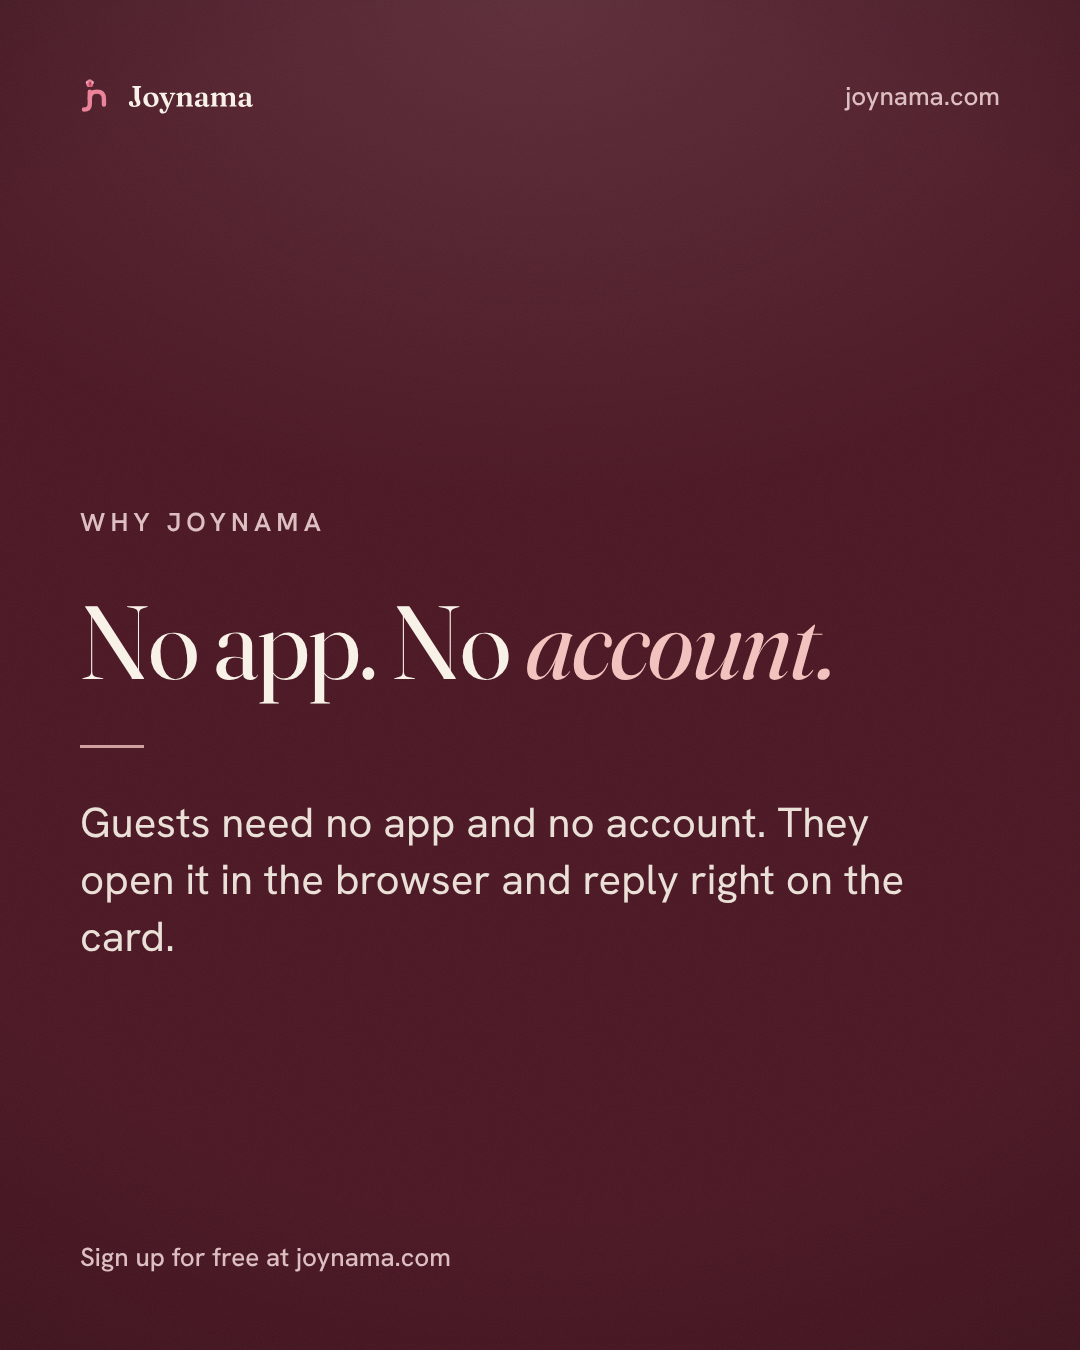 Joynama
joynama.com
WHY JOYNAMA
No app. No account.
Guests need no app and no account. They
open it in the browser and reply right on the
card.
Sign up for free at joynama.com